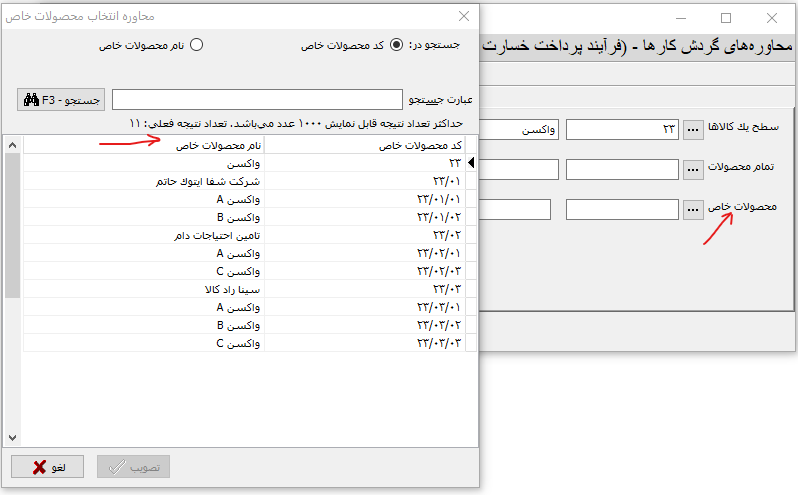 محاوره انتخاب محصولات خاص
جستجو در: کد محصولات خاص نام محصولات خاص
عبارت جستجو جستجو - F3
حداکثر تعداد نتیجه قابل نمایش ۱۰۰۰ عدد می‌باشد. تعداد نتیجه فعلی: ۱۱
کد محصولات خاص نام محصولات خاص
۲۳ واکسن
۲۳/۰۱ شرکت شفا ایتوک حاتم
۲۳/۰۱/۰۱ واکسن A
۲۳/۰۱/۰۲ واکسن B
۲۳/۰۲ تامین احتیاجات دام
۲۳/۰۲/۰۱ واکسن A
۲۳/۰۲/۰۳ واکسن C
۲۳/۰۳ سینا راد کالا
۲۳/۰۳/۰۱ واکسن A
۲۳/۰۳/۰۲ واکسن B
۲۳/۰۳/۰۳ واکسن C
تصویب لغو
محاوره‌های گردش کارها - (فرآیند پرداخت خسارت
سطح یك کالاها ... ۲۳ واکسن
تمام محصولات ...
محصولات خاص ...